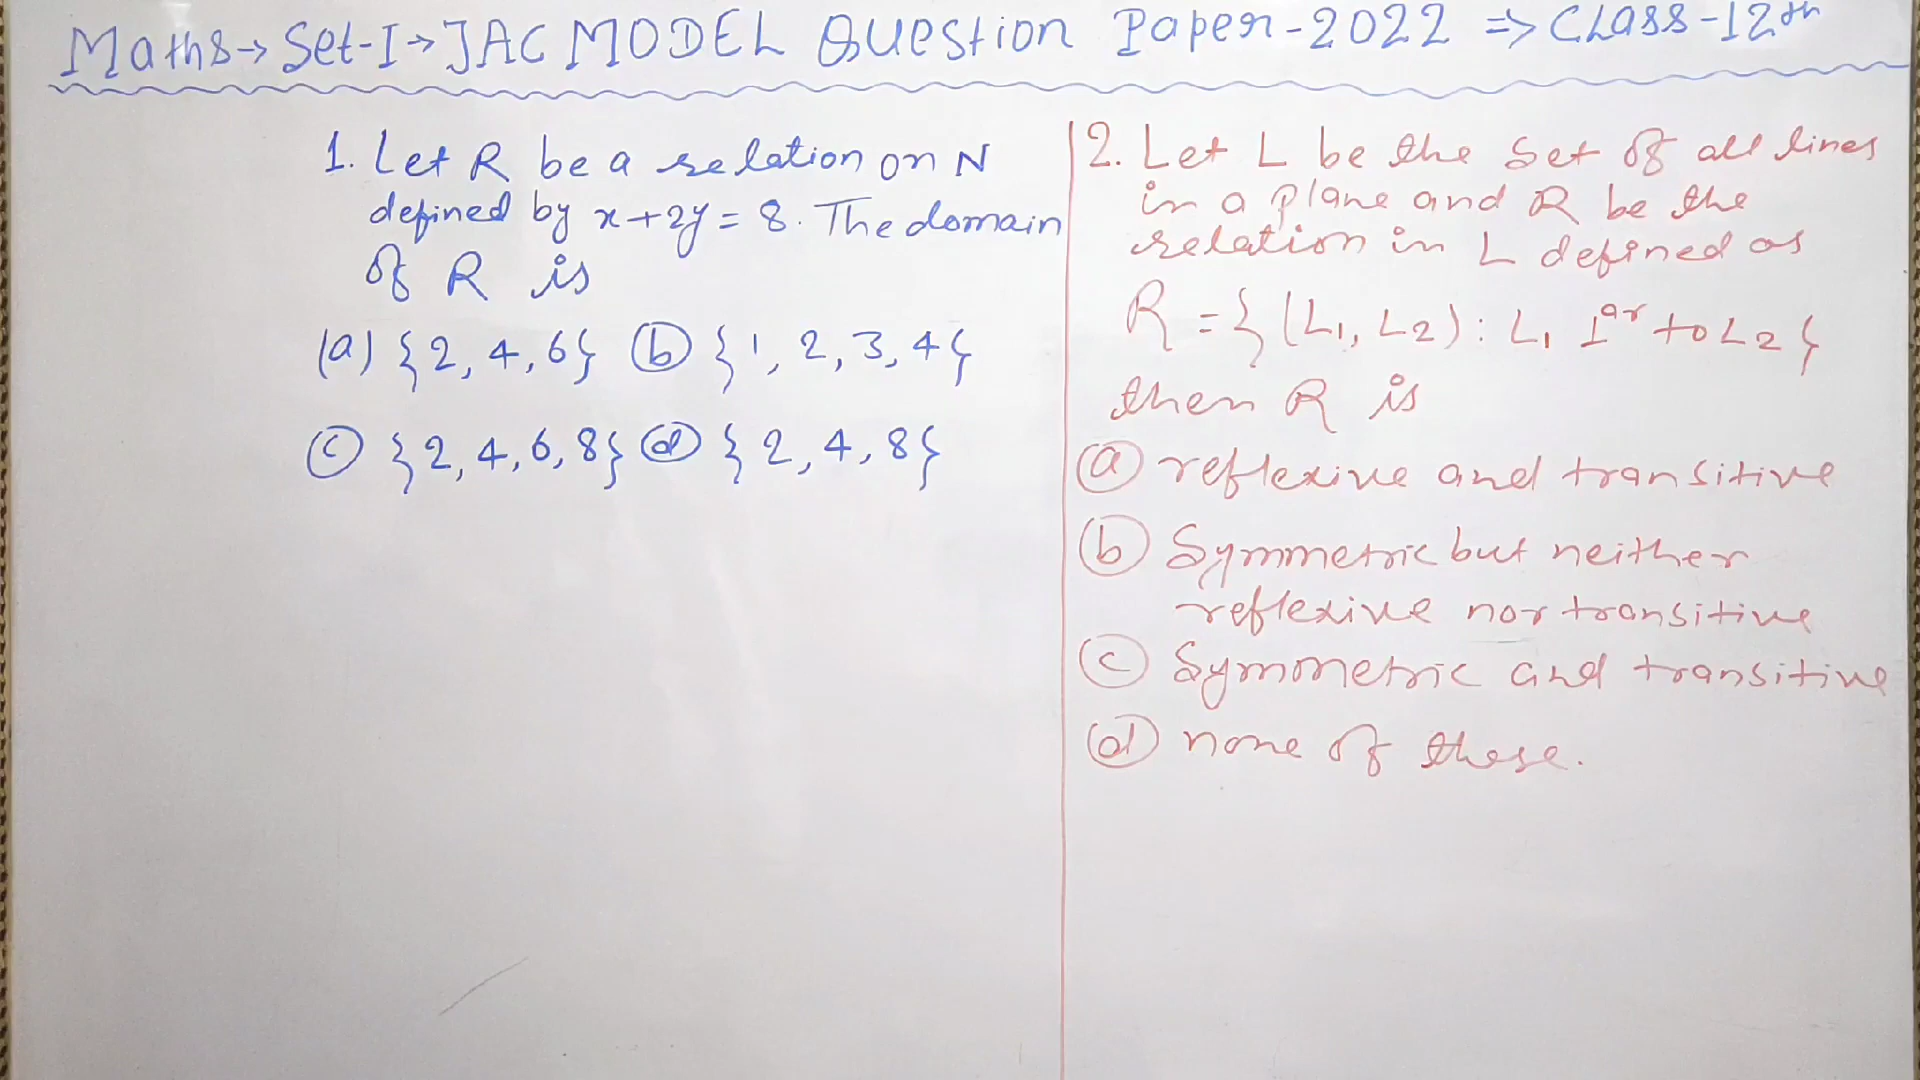 Maths→Set-I→JAC MODEL Question Paper-2022 ⇒ CLass-12th
1. Let R be a relation on N
defined by x+2y=8. The domain
of R is
(a) {2, 4, 6} (b) {1, 2, 3, 4}
(c) {2, 4, 6, 8} (d) {2, 4, 8}
2. Let L be the Set of all lines
in a plane and R be the
relation in L defined as
R = {(L1, L2) : L1 ⊥ar to L2}
then R is
(a) reflexive and transitive
(b) Symmetric but neither
reflexive nor transitive
(c) Symmetric and transitive
(d) none of these.